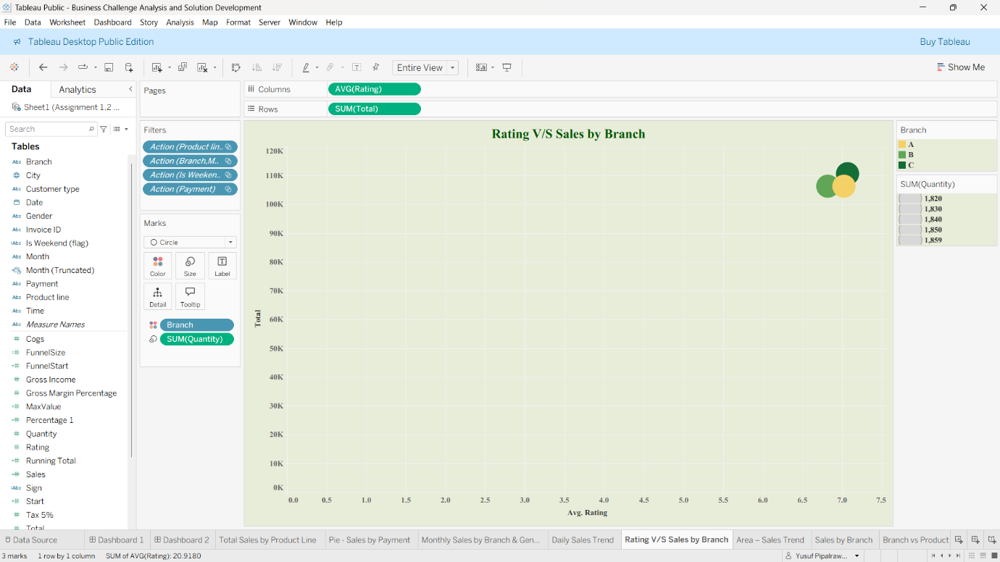 Tableau Public - Business Challenge Analysis and Solution Development
File Data Worksheet Dashboard Story Analysis Map Format Server Window Help
Tableau Desktop Public Edition
Buy Tableau
Entire View
Show Me
Data
Analytics
Sheet1 (Assignment 1,2 ...
Search
Tables
Abc Branch
City
Abc Customer type
Date
Abc Gender
Abc Invoice ID
=Abc Is Weekend (flag)
Abc Month
Month (Truncated)
Abc Payment
Abc Product line
Abc Time
Abc Measure Names
# Cogs
=# FunnelSize
=# FunnelStart
# Gross Income
# Gross Margin Percentage
=# MaxValue
=# Percentage 1
# Quantity
# Rating
=# Running Total
=# Sales
=Abc Sign
=# Start
# Tax 5%
# Total
Pages
Filters
Action (Product lin..
Action (Branch,M..
Action (Is Weeken..
Action (Payment)
Marks
Circle
Color
Size
Label
Detail
Tooltip
Branch
SUM(Quantity)
Columns
AVG(Rating)
Rows
SUM(Total)
Rating V/S Sales by Branch
120K
110K
100K
90K
80K
70K
60K
50K
40K
30K
20K
10K
0K
Total
0.0 0.5 1.0 1.5 2.0 2.5 3.0 3.5 4.0 4.5 5.0 5.5 6.0 6.5 7.0 7.5
Avg. Rating
Branch
A
B
C
SUM(Quantity)
1,820
1,830
1,840
1,850
1,859
Data Source
Dashboard 1
Dashboard 2
Total Sales by Product Line
Pie - Sales by Payment
Monthly Sales by Branch & Gen...
Daily Sales Trend
Rating V/S Sales by Branch
Area – Sales Trend
Sales by Branch
Branch vs Product
3 marks 1 row by 1 column SUM of AVG(Rating): 20.9180
Yusuf Pipalraw...